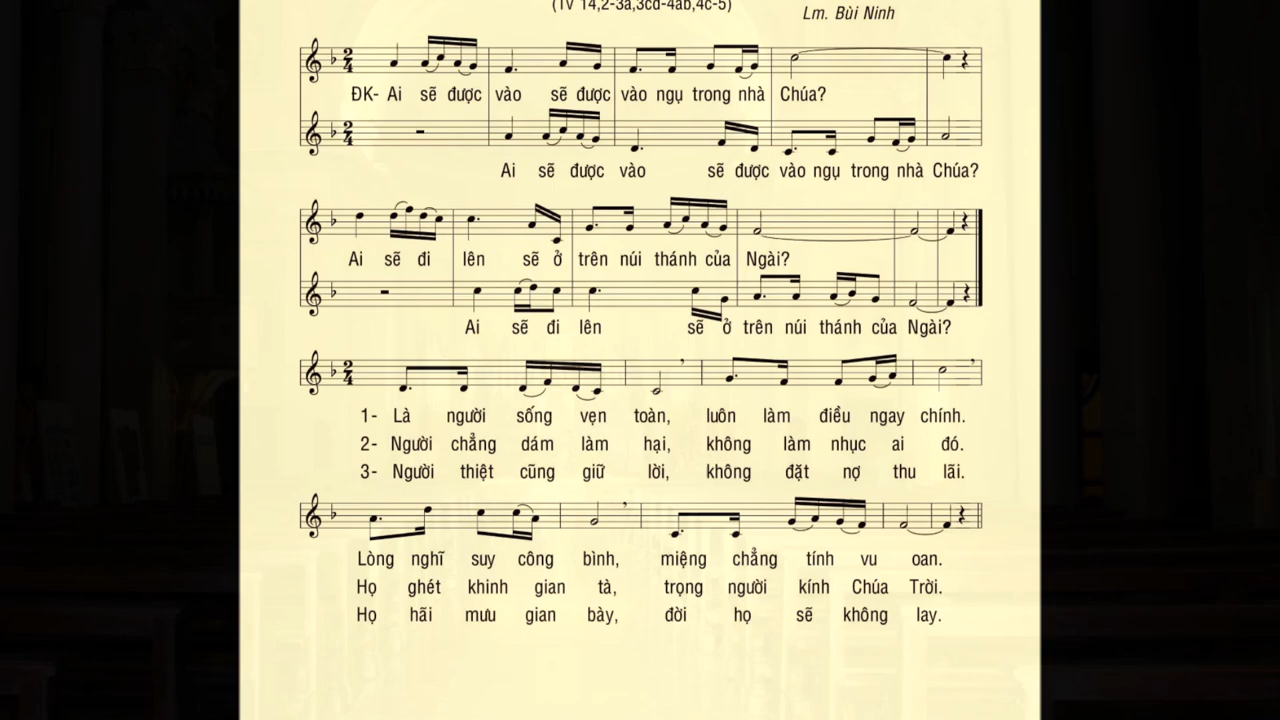 (TV 14,2-3a,3cd-4ab,4c-5)
Lm. Bùi Ninh
ĐK- Ai sẽ được vào sẽ được vào ngụ trong nhà Chúa?
Ai sẽ được vào sẽ được vào ngụ trong nhà Chúa?
Ai sẽ đi lên sẽ ở trên núi thánh của Ngài?
Ai sẽ đi lên sẽ ở trên núi thánh của Ngài?
1- Là người sống vẹn toàn, luôn làm điều ngay chính.
2- Người chẳng dám làm hại, không làm nhục ai đó.
3- Người thiệt cũng giữ lời, không đặt nợ thu lãi.
Lòng nghĩ suy công bình, miệng chẳng tính vu oan.
Họ ghét khinh gian tà, trọng người kính Chúa Trời.
Họ hãi mưu gian bày, đời họ sẽ không lay.